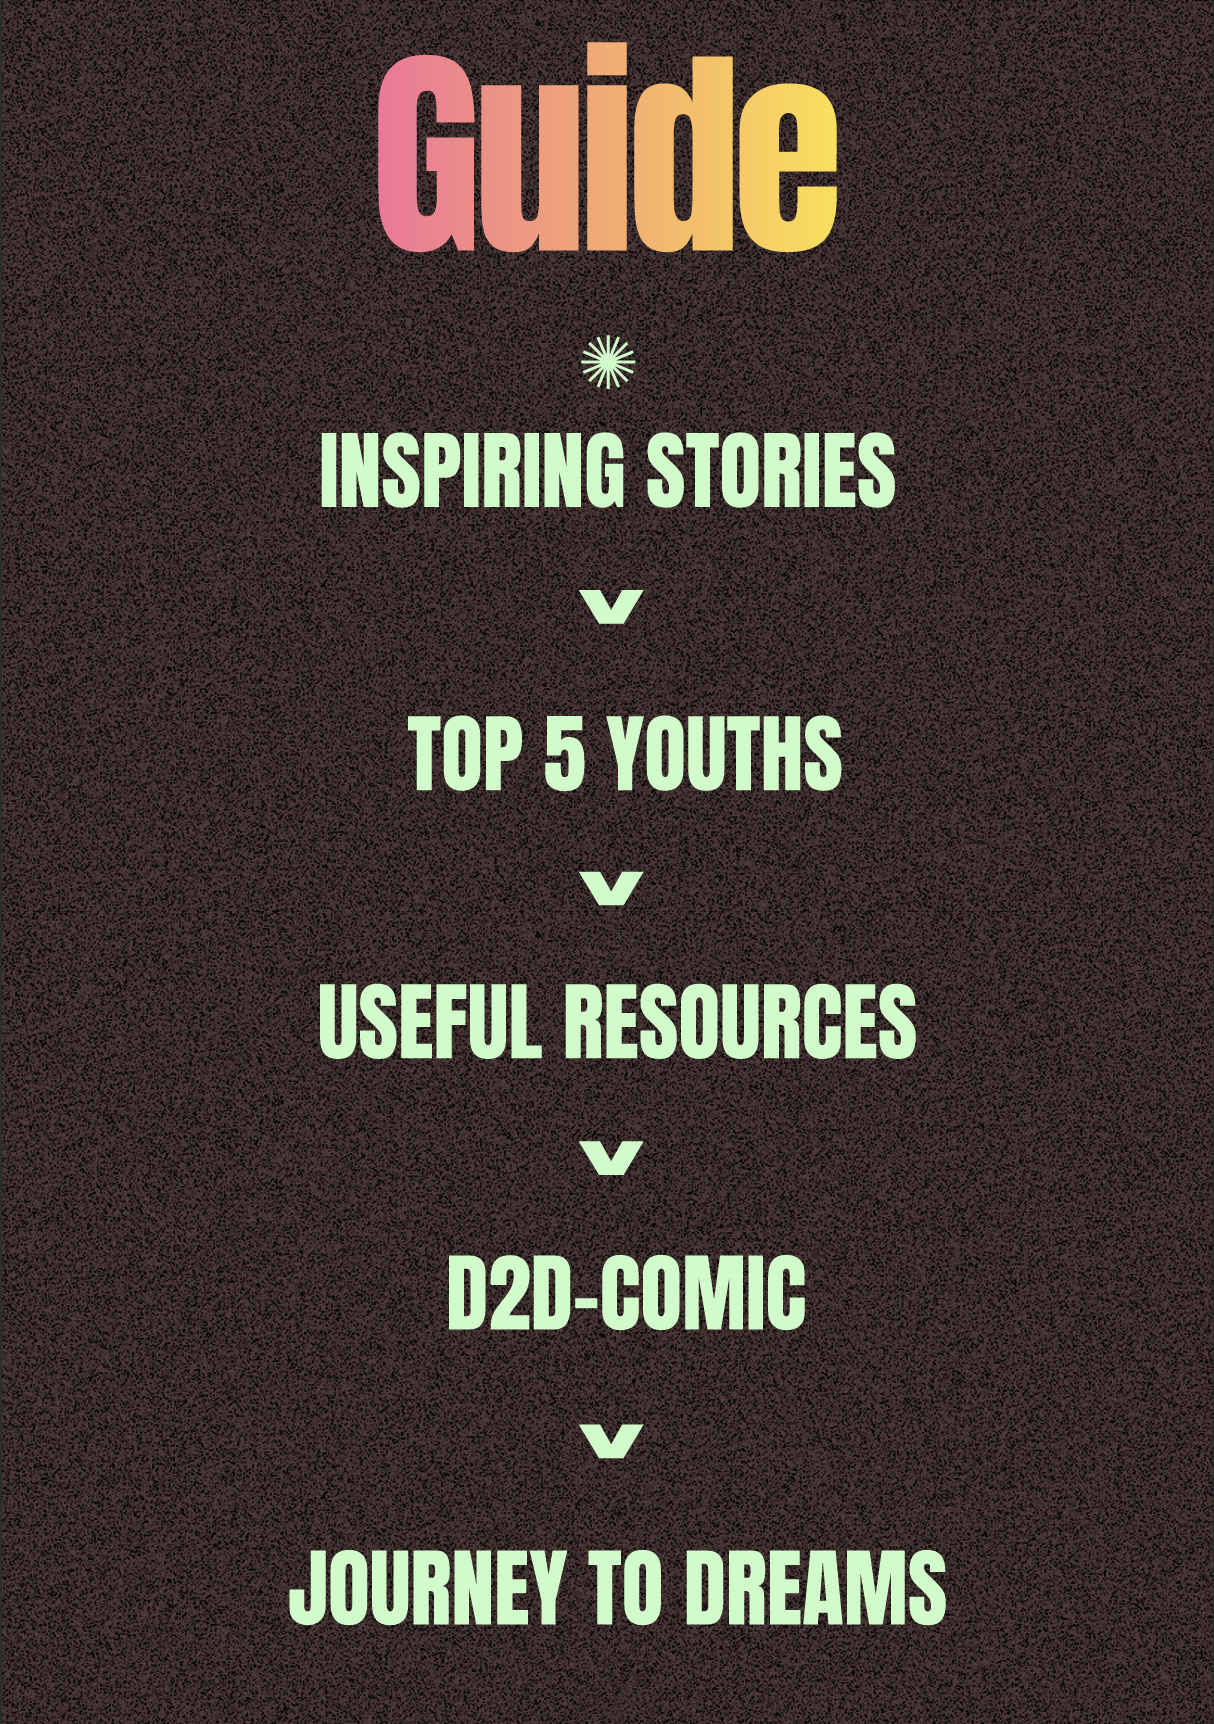 Guide
INSPIRING STORIES
TOP 5 YOUTHS
USEFUL RESOURCES
D2D-COMIC
JOURNEY TO DREAMS